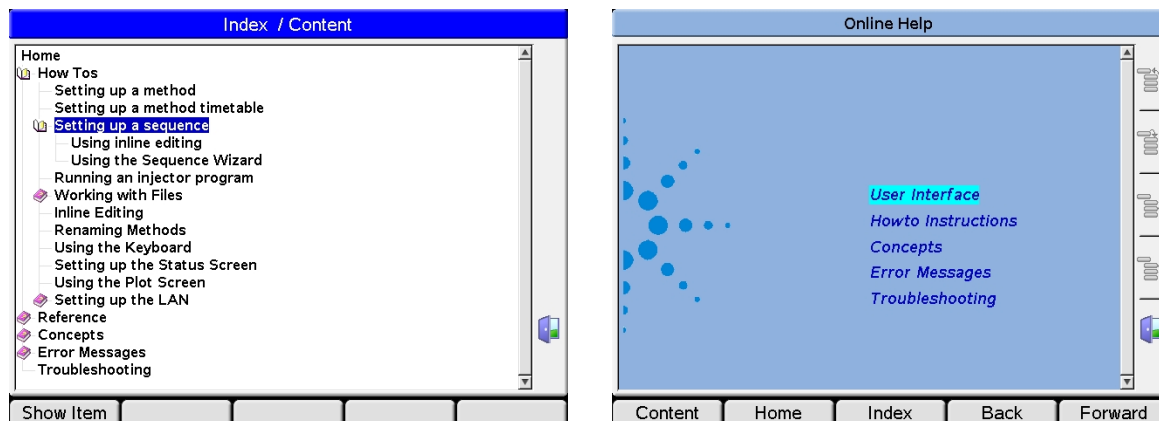 Index / Content
Home
How Tos
Setting up a method
Setting up a method timetable
Setting up a sequence
Using inline editing
Using the Sequence Wizard
Running an injector program
Working with Files
Inline Editing
Renaming Methods
Using the Keyboard
Setting up the Status Screen
Using the Plot Screen
Setting up the LAN
Reference
Concepts
Error Messages
Troubleshooting
Show Item
Online Help
User Interface
Howto Instructions
Concepts
Error Messages
Troubleshooting
Content Home Index Back Forward